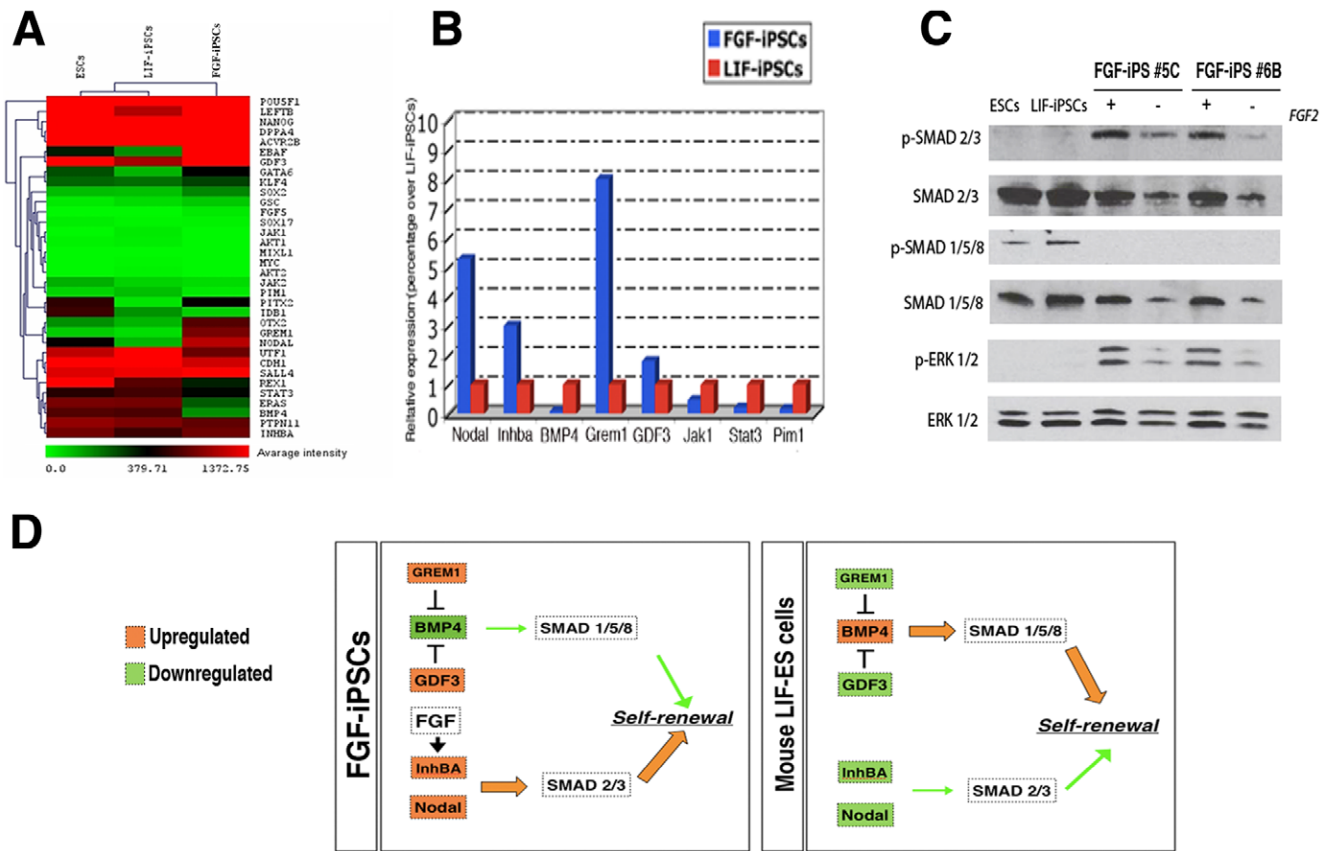 A
ESCs
LIF-iPSCs
FGF-iPSCs
POU5F1
LEFTB
NANOG
DPPA4
ACVR2B
EBAF
GDF3
GATA6
KLF4
SOX2
GSC
FGF5
SOX17
JAK1
AKT1
MIXL1
MYC
AKT2
JAK2
PIM1
PITX2
IDB1
OTX2
GREM1
NODAL
UTF1
CDH1
SALL4
REX1
STAT3
ERAS
BMP4
PTPN11
INHBA
Avarage intensity
0.0 379.71 1372.75
B
FGF-iPSCs
LIF-iPSCs
Reltative expression (percentage over LIF-iPSCs)
10
9
8
7
6
5
4
3
2
1
0
Nodal Inhba BMP4 Grem1 GDF3 Jak1 Stat3 Pim1
C
FGF-iPS #5C FGF-iPS #6B
ESCs LIF-iPSCs + - + - FGF2
p-SMAD 2/3
SMAD 2/3
p-SMAD 1/5/8
SMAD 1/5/8
p-ERK 1/2
ERK 1/2
D
Upregulated
Downregulated
FGF-iPSCs
GREM1
BMP4
SMAD 1/5/8
GDF3
FGF
Self-renewal
InhBA
SMAD 2/3
Nodal
Mouse LIF-ES cells
GREM1
BMP4
SMAD 1/5/8
GDF3
Self-renewal
InhBA
SMAD 2/3
Nodal